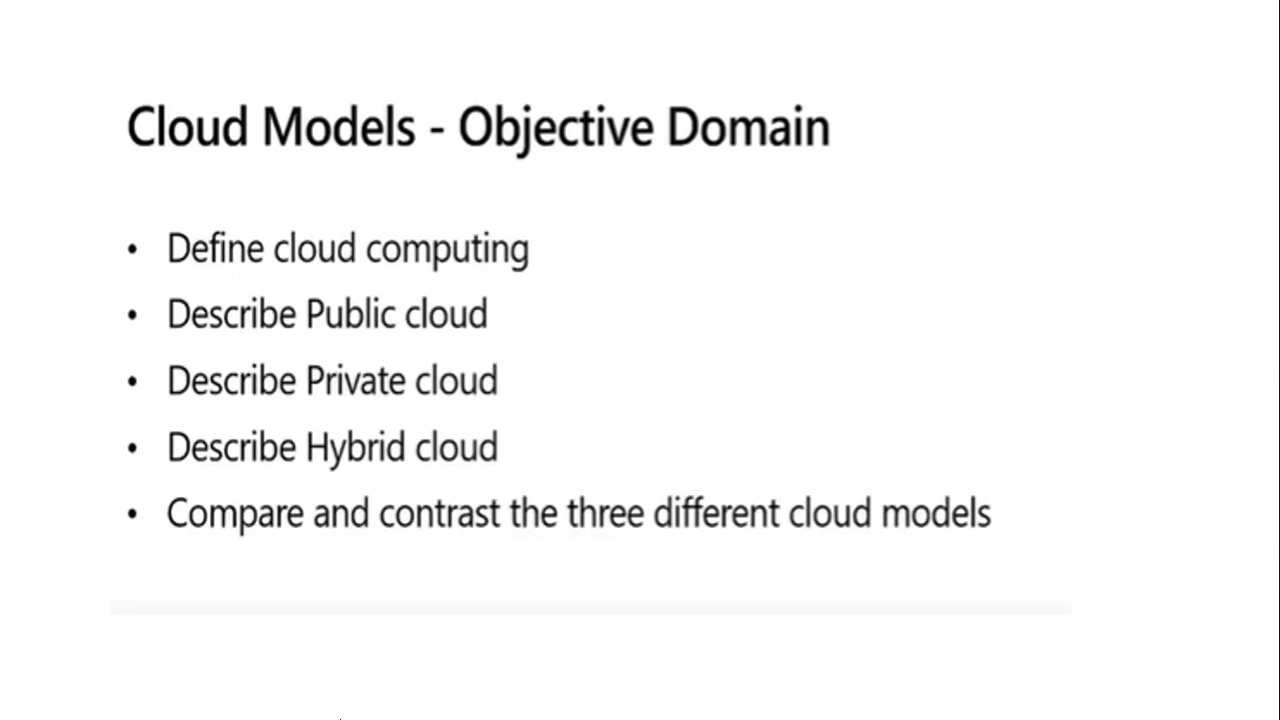 Cloud Models - Objective Domain
• Define cloud computing
• Describe Public cloud
• Describe Private cloud
• Describe Hybrid cloud
• Compare and contrast the three different cloud models